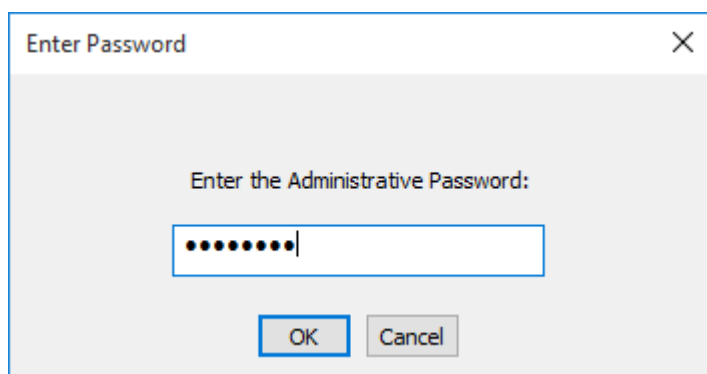 Enter Password
Enter the Administrative Password:
••••••••
OK Cancel